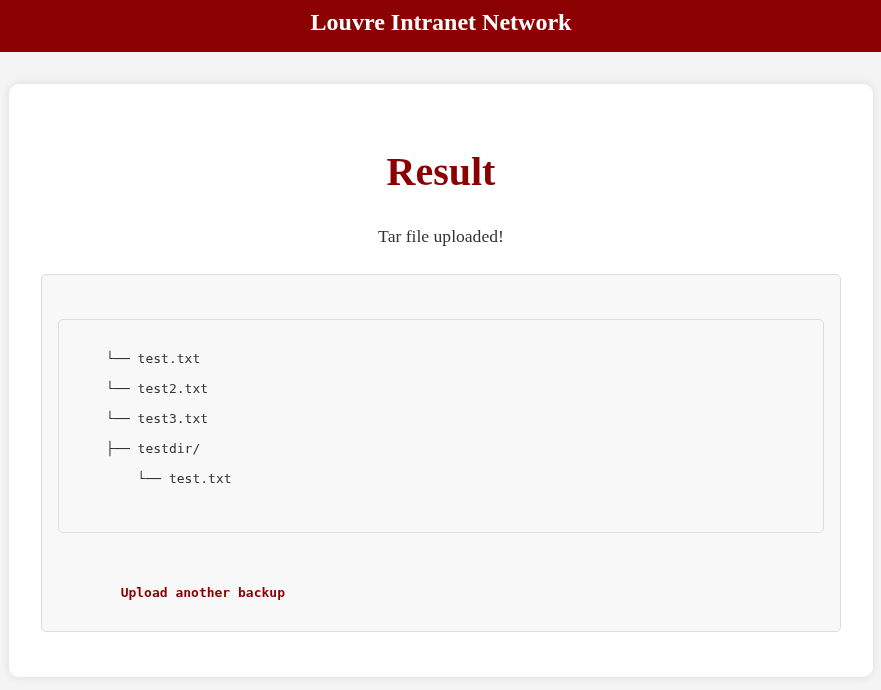 Louvre Intranet Network
Result
Tar file uploaded!
└── test.txt
└── test2.txt
└── test3.txt
├── testdir/
    └── test.txt
Upload another backup